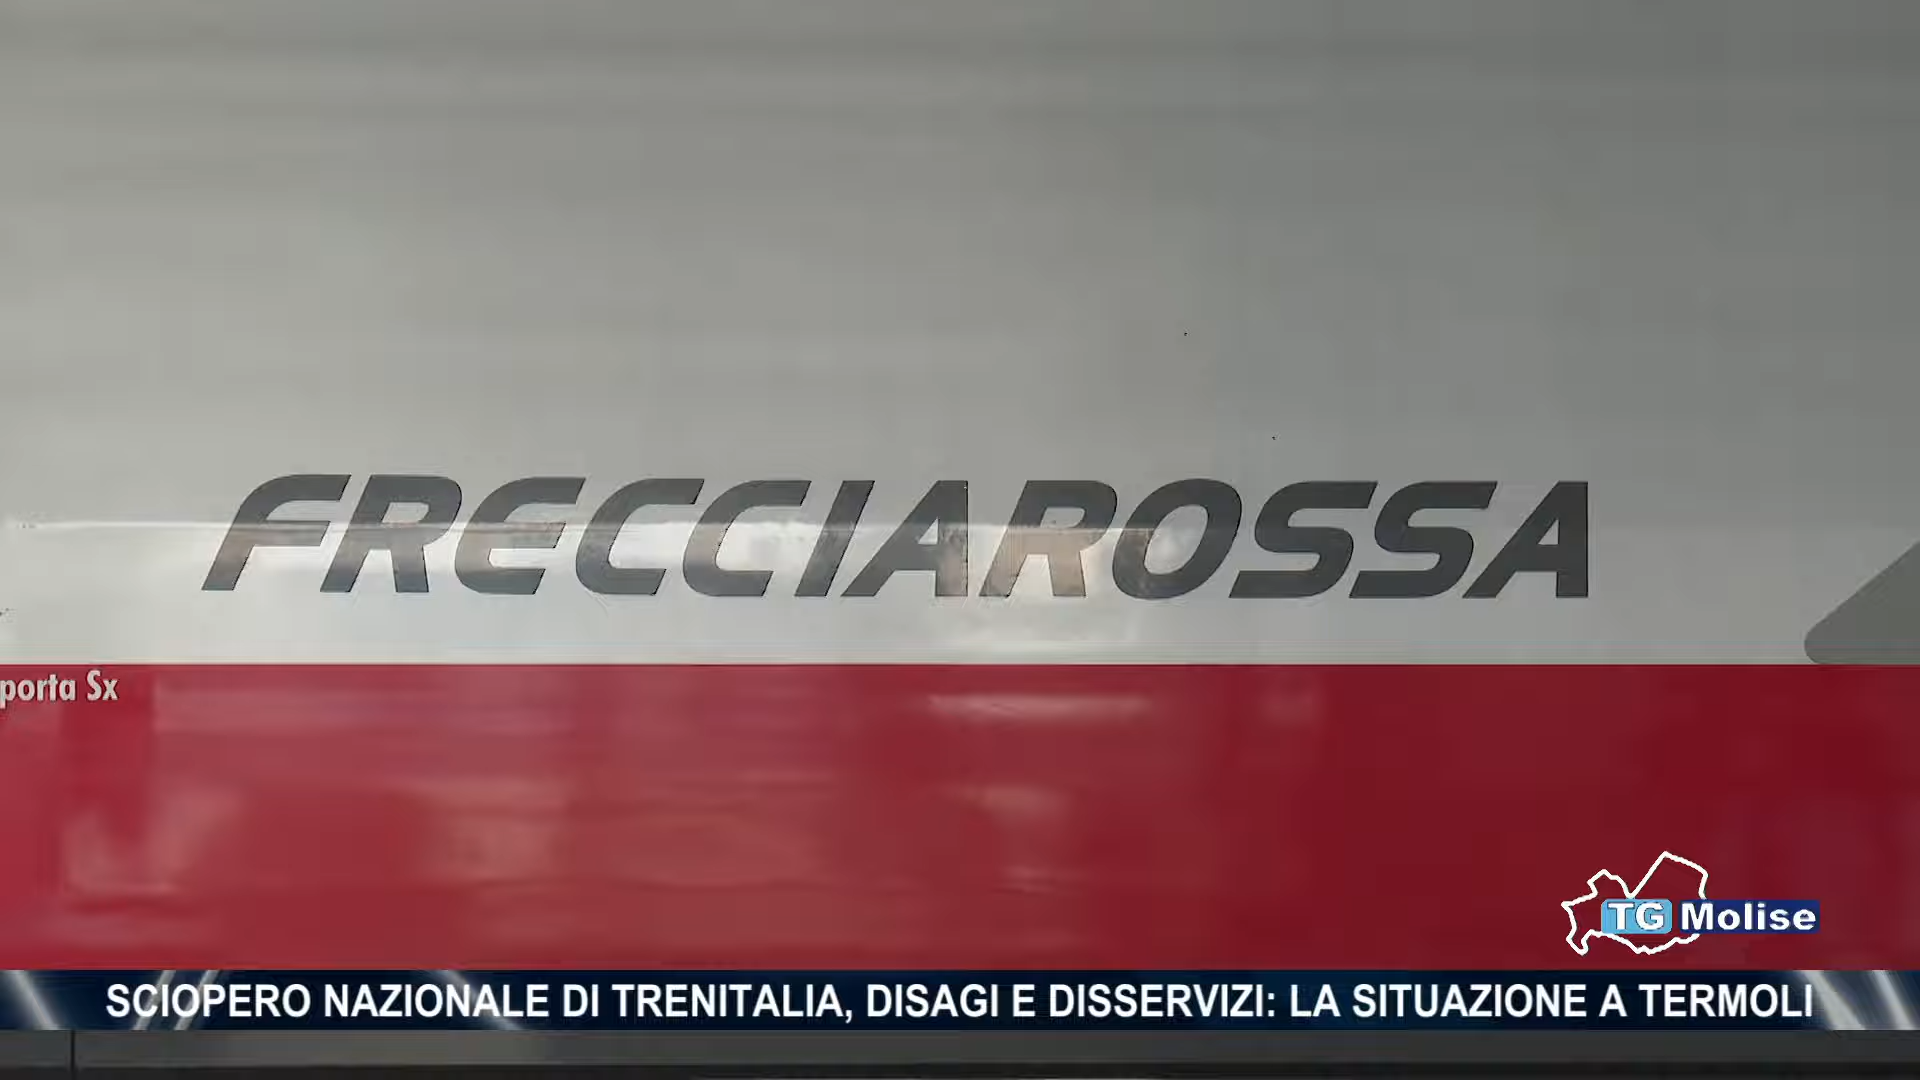 FRECCIAROSSA
porta Sx
TG Molise
SCIOPERO NAZIONALE DI TRENITALIA, DISAGI E DISSERVIZI: LA SITUAZIONE A TERMOLI